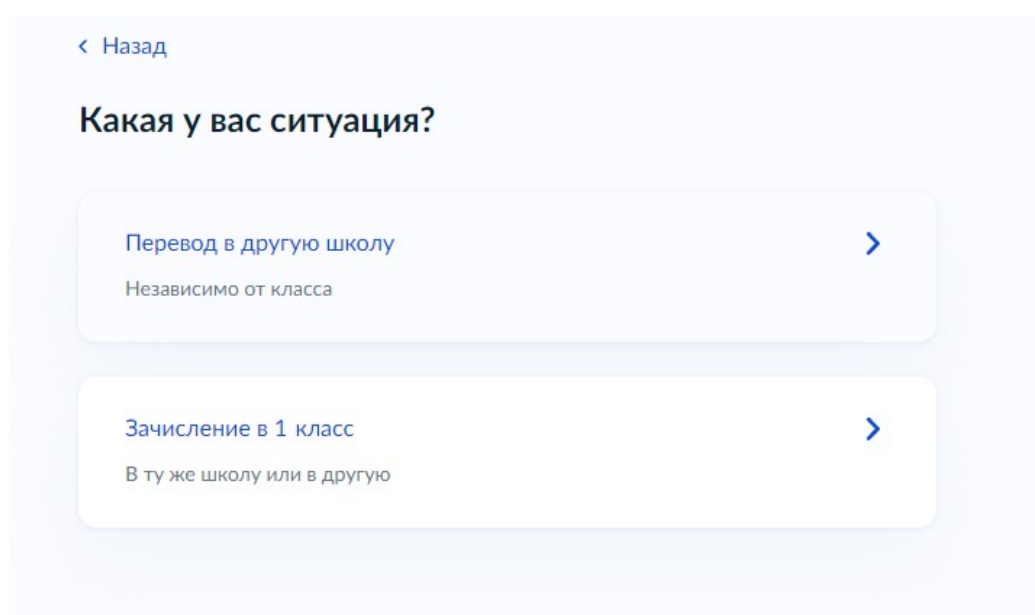 Назад
Какая у вас ситуация?
Перевод в другую школу
Независимо от класса
Зачисление в 1 класс
В ту же школу или в другую